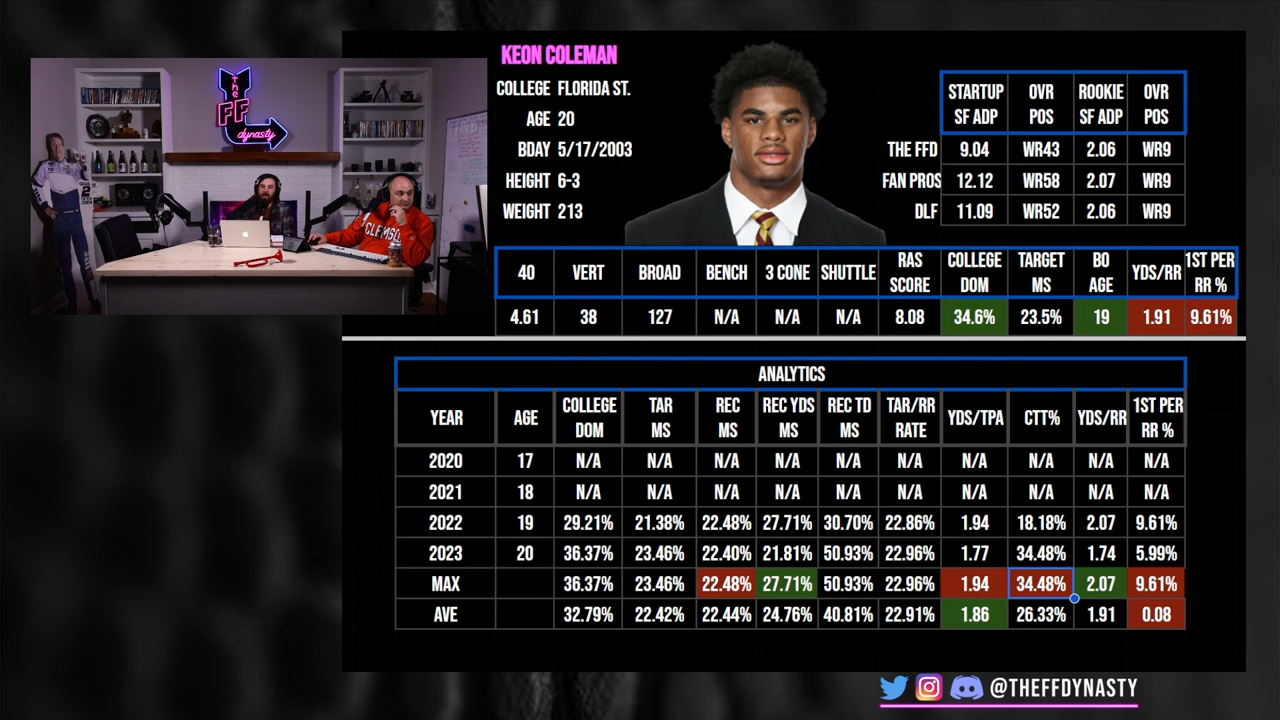 KEON COLEMAN
COLLEGE FLORIDA ST.
AGE 20
BDAY 5/17/2003
HEIGHT 6-3
WEIGHT 213
STARTUP SF ADP OVR POS ROOKIE SF ADP OVR POS
THE FFD 9.04 WR43 2.06 WR9
FAN PROS 12.12 WR58 2.07 WR9
DLF 11.09 WR52 2.06 WR9
The
FF
dynasty
CLEMSON
40 VERT BROAD BENCH 3 CONE SHUTTLE RAS SCORE COLLEGE DOM TARGET MS BO AGE YDS/RR 1ST PER RR %
4.61 38 127 N/A N/A N/A 8.08 34.6% 23.5% 19 1.91 9.61%
ANALYTICS
YEAR AGE COLLEGE DOM TAR MS REC MS REC YDS MS REC TD MS TAR/RR RATE YDS/TPA CTT% YDS/RR 1ST PER RR %
2020 17 N/A N/A N/A N/A N/A N/A N/A N/A N/A N/A
2021 18 N/A N/A N/A N/A N/A N/A N/A N/A N/A N/A
2022 19 29.21% 21.38% 22.48% 27.71% 30.70% 22.86% 1.94 18.18% 2.07 9.61%
2023 20 36.37% 23.46% 22.40% 21.81% 50.93% 22.96% 1.77 34.48% 1.74 5.99%
MAX 36.37% 23.46% 22.48% 27.71% 50.93% 22.96% 1.94 34.48% 2.07 9.61%
AVE 32.79% 22.42% 22.44% 24.76% 40.81% 22.91% 1.86 26.33% 1.91 0.08
@THEFFDYNASTY